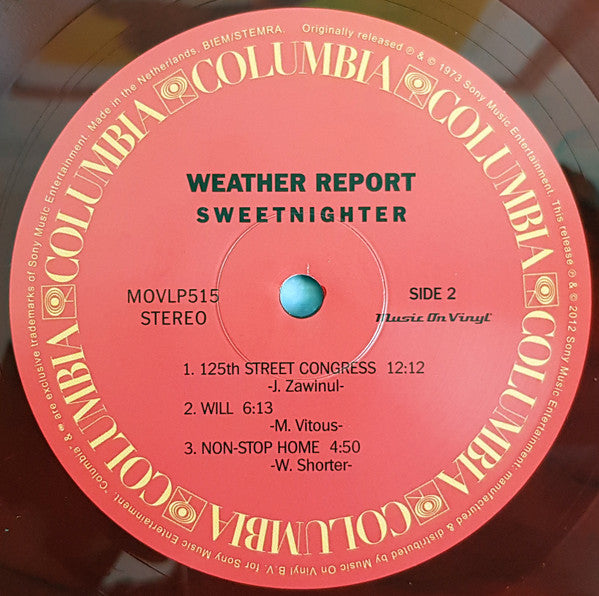 Originally released ℗ & © 1973 Sony Music Entertainment. This release ℗ & © 2012 Sony Music Entertainment. manufactured & distributed by Music On Vinyl B.V. for Sony Music Entertainment. "Columbia" & are exclusive trademarks of Sony Music Entertainment. Made in the Netherlands. BIEM/STEMRA.
COLUMBIA COLUMBIA COLUMBIA COLUMBIA COLUMBIA COLUMBIA COLUMBIA COLUMBIA COLUMBIA
WEATHER REPORT
SWEETNIGHTER
MOVLP515
STEREO
SIDE 2
Music On Vinyl
1. 125th STREET CONGRESS 12:12
-J. Zawinul-
2. WILL 6:13
-M. Vitous-
3. NON-STOP HOME 4:50
-W. Shorter-